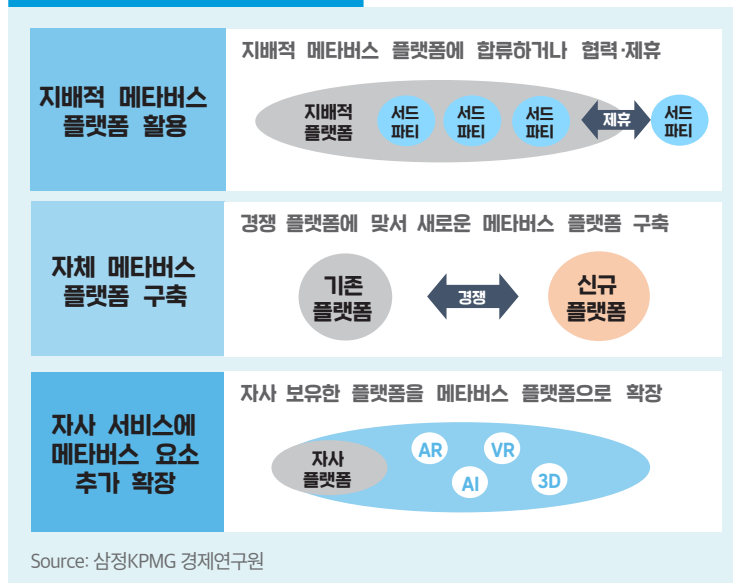 지배적 메타버스
플랫폼 활용
지배적 메타버스 플랫폼에 합류하거나 협력·제휴
지배적
플랫폼
서드
파티
서드
파티
서드
파티
제휴
서드
파티
자체 메타버스
플랫폼 구축
경쟁 플랫폼에 맞서 새로운 메타버스 플랫폼 구축
기존
플랫폼
경쟁
신규
플랫폼
자사 서비스에
메타버스 요소
추가 확장
자사 보유한 플랫폼을 메타버스 플랫폼으로 확장
자사
플랫폼
AR
VR
AI
3D
Source: 삼정KPMG 경제연구원